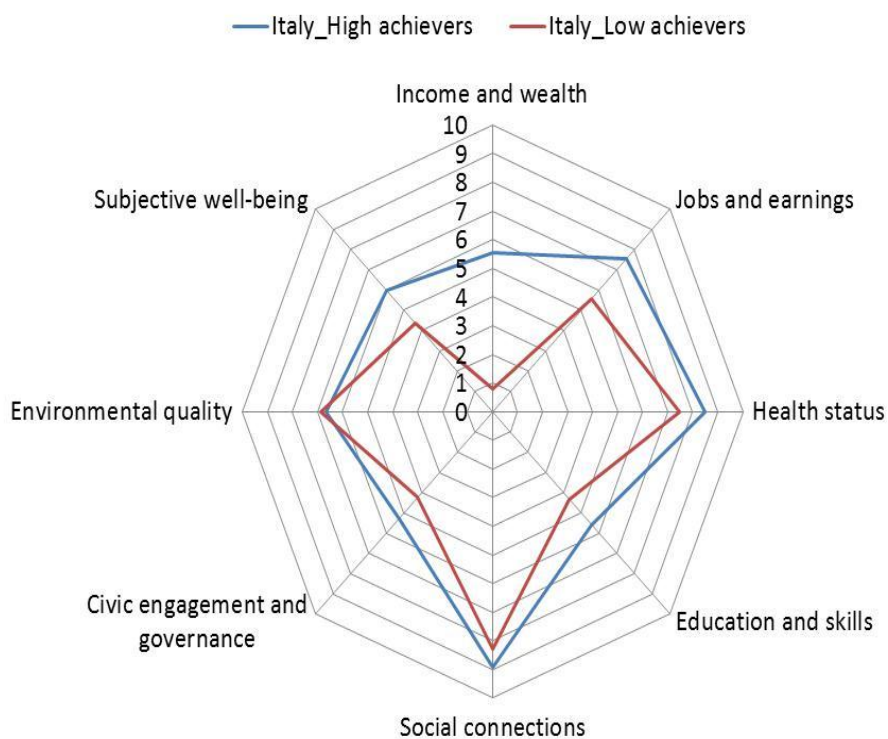 Italy_High achievers Italy_Low achievers
Income and wealth
10
9
8
7
6
5
4
3
2
1
0
Subjective well-being
Jobs and earnings
Environmental quality
Health status
Civic engagement and
governance
Education and skills
Social connections